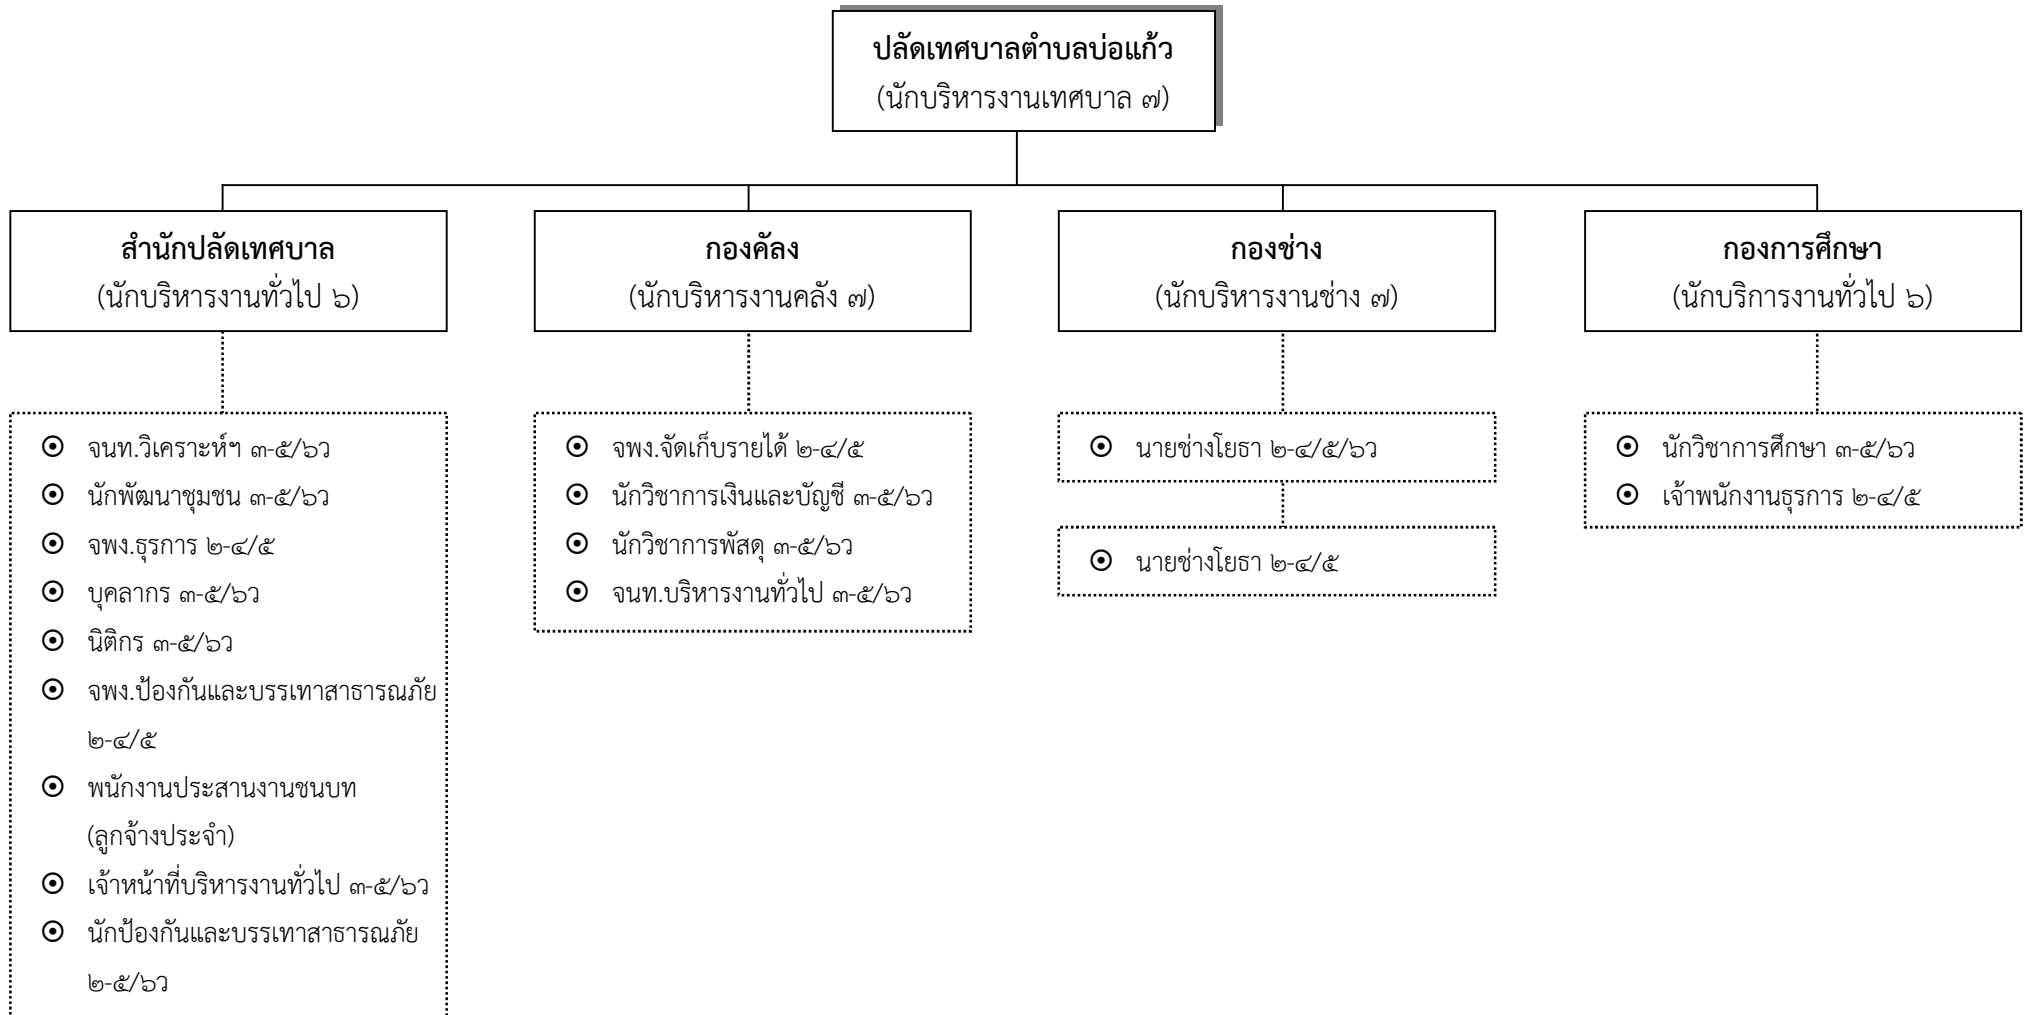 ปลัดเทศบาลตำบลบ่อแก้ว
(นักบริหารงานเทศบาล ๗)
สำนักปลัดเทศบาล
(นักบริหารงานทั่วไป ๖)
กองคัลง
(นักบริหารงานคลัง ๗)
กองช่าง
(นักบริหารงานช่าง ๗)
กองการศึกษา
(นักบริการงานทั่วไป ๖)
จนท.วิเคราะห์ฯ ๓-๕/๖ว
นักพัฒนาชุมชน ๓-๕/๖ว
จพง.ธุรการ ๒-๔/๕
บุคลากร ๓-๕/๖ว
นิติกร ๓-๕/๖ว
จพง.ป้องกันและบรรเทาสาธารณภัย
๒-๔/๕
พนักงานประสานงานชนบท
(ลูกจ้างประจำ)
เจ้าหน้าที่บริหารงานทั่วไป ๓-๕/๖ว
นักป้องกันและบรรเทาสาธารณภัย
๒-๕/๖ว
จพง.จัดเก็บรายได้ ๒-๔/๕
นักวิชาการเงินและบัญชี ๓-๕/๖ว
นักวิชาการพัสดุ ๓-๕/๖ว
จนท.บริหารงานทั่วไป ๓-๕/๖ว
นายช่างโยธา ๒-๔/๕/๖ว
นายช่างโยธา ๒-๔/๕
นักวิชาการศึกษา ๓-๕/๖ว
เจ้าพนักงานธุรการ ๒-๔/๕